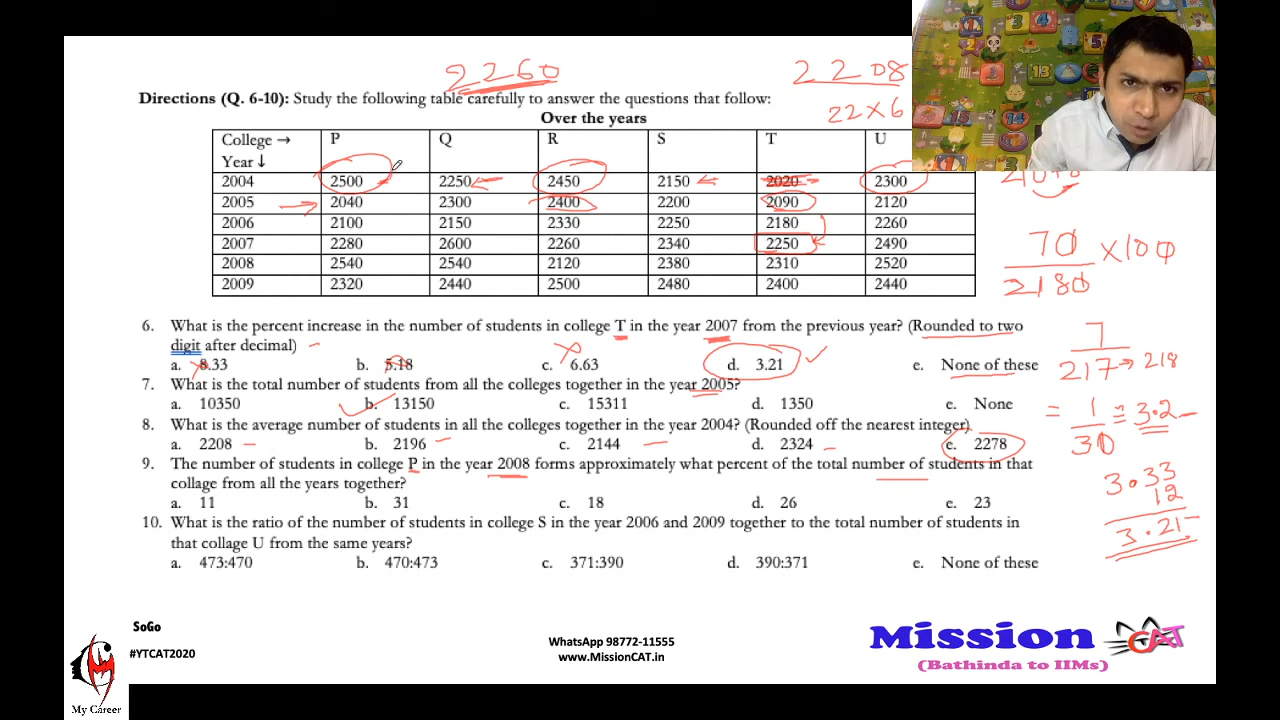 2260
2208
22×6
Directions (Q. 6-10): Study the following table carefully to answer the questions that follow:
Over the years
College → P Q R S T U
Year ↓
2004 2500 2250 2450 2150 2020 2300
2005 2040 2300 2400 2200 2090 2120
2006 2100 2150 2330 2250 2180 2260
2007 2280 2600 2260 2340 2250 2490
2008 2540 2540 2120 2380 2310 2520
2009 2320 2440 2500 2480 2400 2440
70
2180
×100
6. What is the percent increase in the number of students in college T in the year 2007 from the previous year? (Rounded to two
digit after decimal)
a. 8.33 b. 5.18 c. 6.63 d. 3.21 e. None of these
7. What is the total number of students from all the colleges together in the year 2005?
a. 10350 b. 13150 c. 15311 d. 1350 e. None
8. What is the average number of students in all the colleges together in the year 2004? (Rounded off the nearest integer)
a. 2208 b. 2196 c. 2144 d. 2324 e. 2278
9. The number of students in college P in the year 2008 forms approximately what percent of the total number of students in that
collage from all the years together?
a. 11 b. 31 c. 18 d. 26 e. 23
10. What is the ratio of the number of students in college S in the year 2006 and 2009 together to the total number of students in
that collage U from the same years?
a. 473:470 b. 470:473 c. 371:390 d. 390:371 e. None of these
7
217 → 218
= 1 = 3.2
30
3.33
12
3.21
SoGo
#YTCAT2020
My Career
WhatsApp 98772-11555
www.MissionCAT.in
Mission CAT
(Bathinda to IIMs)